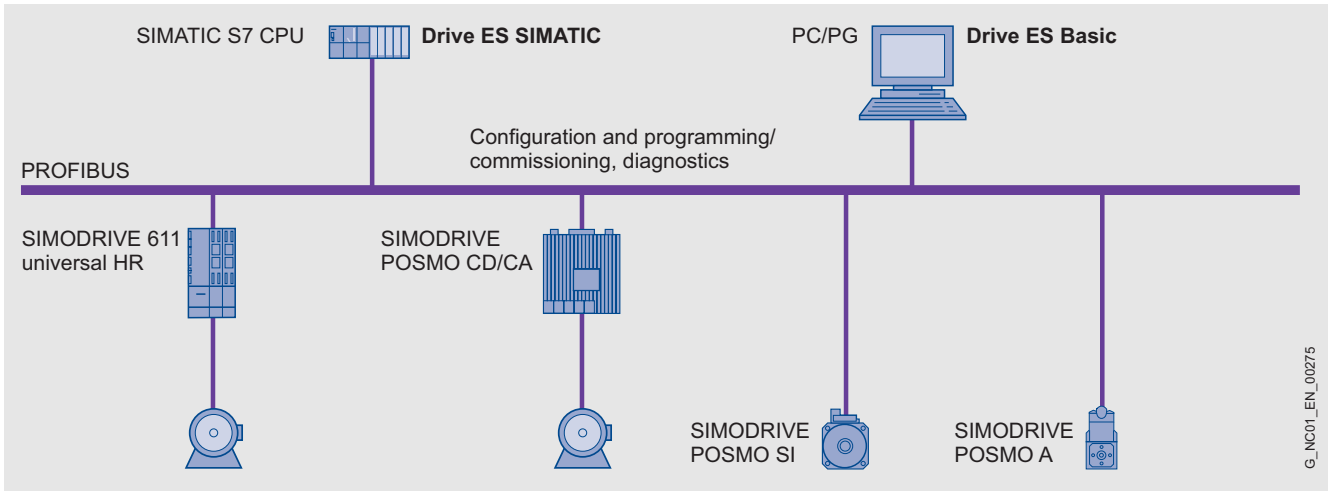 SIMATIC S7 CPU
Drive ES SIMATIC
PC/PG
Drive ES Basic
Configuration and programming/
commissioning, diagnostics
PROFIBUS
SIMODRIVE 611
universal HR
SIMODRIVE
POSMO CD/CA
SIMODRIVE
POSMO SI
SIMODRIVE
POSMO A
G_NC01_EN_00275